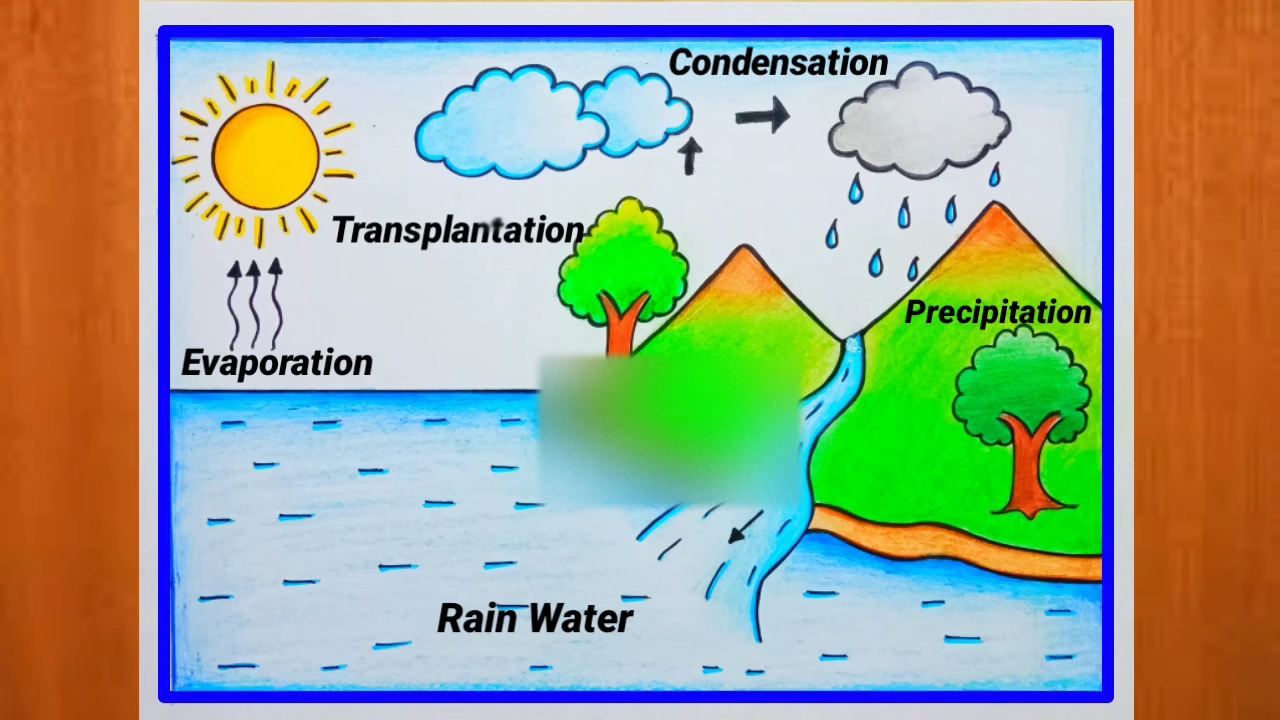 Condensation
Transplantation
Precipitation
Evaporation
Rain Water